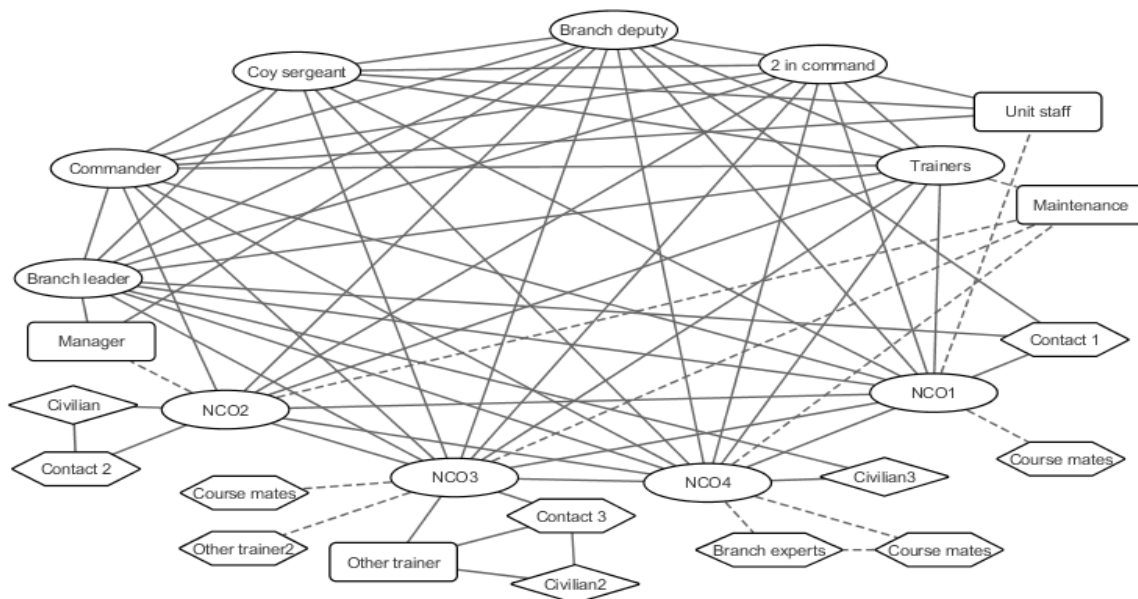 Branch deputy
2 in command
Coy sergeant
Unit staff
Commander
Trainers
Maintenance
Branch leader
Manager
Contact 1
NCO1
Civilian
NCO2
Contact 2
Course mates
NCO3
NCO4
Civilian3
Course mates
Contact 3
Other trainer2
Branch experts
Course mates
Other trainer
Civilian2